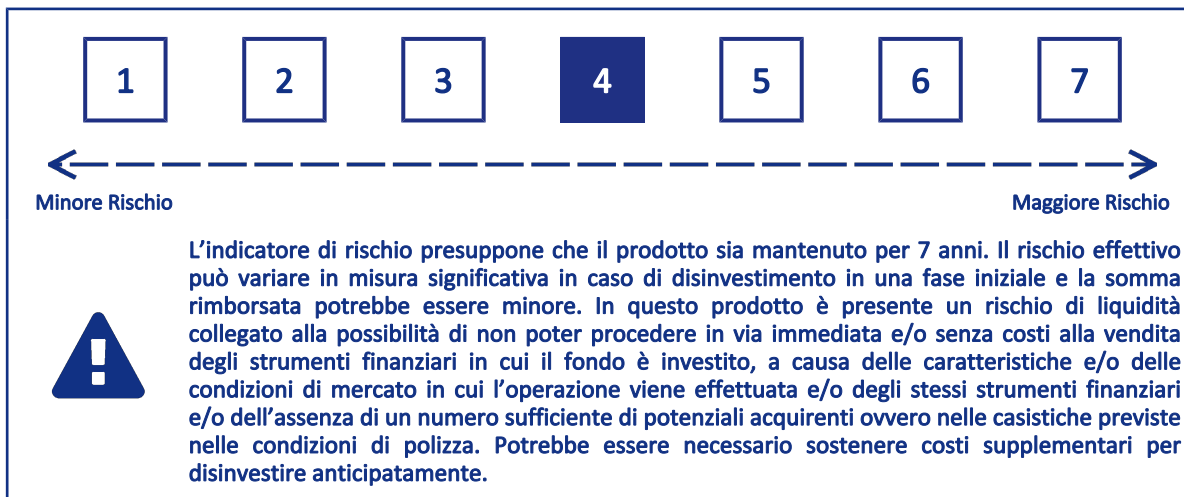 1 2 3 4 5 6 7
Minore Rischio Maggiore Rischio
L’indicatore di rischio presuppone che il prodotto sia mantenuto per 7 anni. Il rischio effettivo
può variare in misura significativa in caso di disinvestimento in una fase iniziale e la somma
rimborsata potrebbe essere minore. In questo prodotto è presente un rischio di liquidità
collegato alla possibilità di non poter procedere in via immediata e/o senza costi alla vendita
degli strumenti finanziari in cui il fondo è investito, a causa delle caratteristiche e/o delle
condizioni di mercato in cui l’operazione viene effettuata e/o degli stessi strumenti finanziari
e/o dell’assenza di un numero sufficiente di potenziali acquirenti ovvero nelle casistiche previste
nelle condizioni di polizza. Potrebbe essere necessario sostenere costi supplementari per
disinvestire anticipatamente.